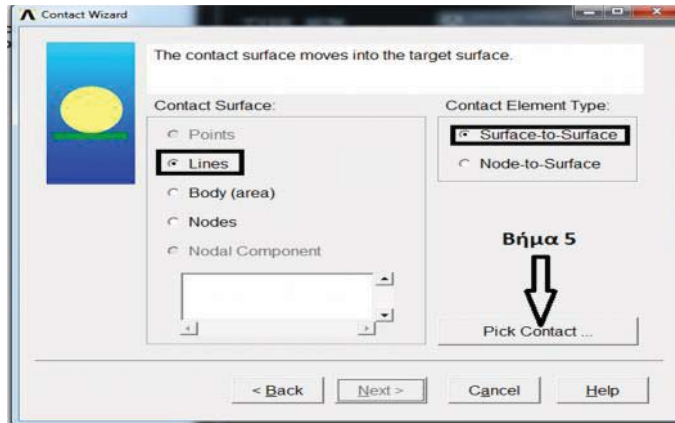 Contact Wizard
The contact surface moves into the target surface.
Contact Surface:
Points
Lines
Body (area)
Nodes
Nodal Component
Contact Element Type:
Surface-to-Surface
Node-to-Surface
Βήμα 5
Pick Contact ...
< Back
Next >
Cancel
Help